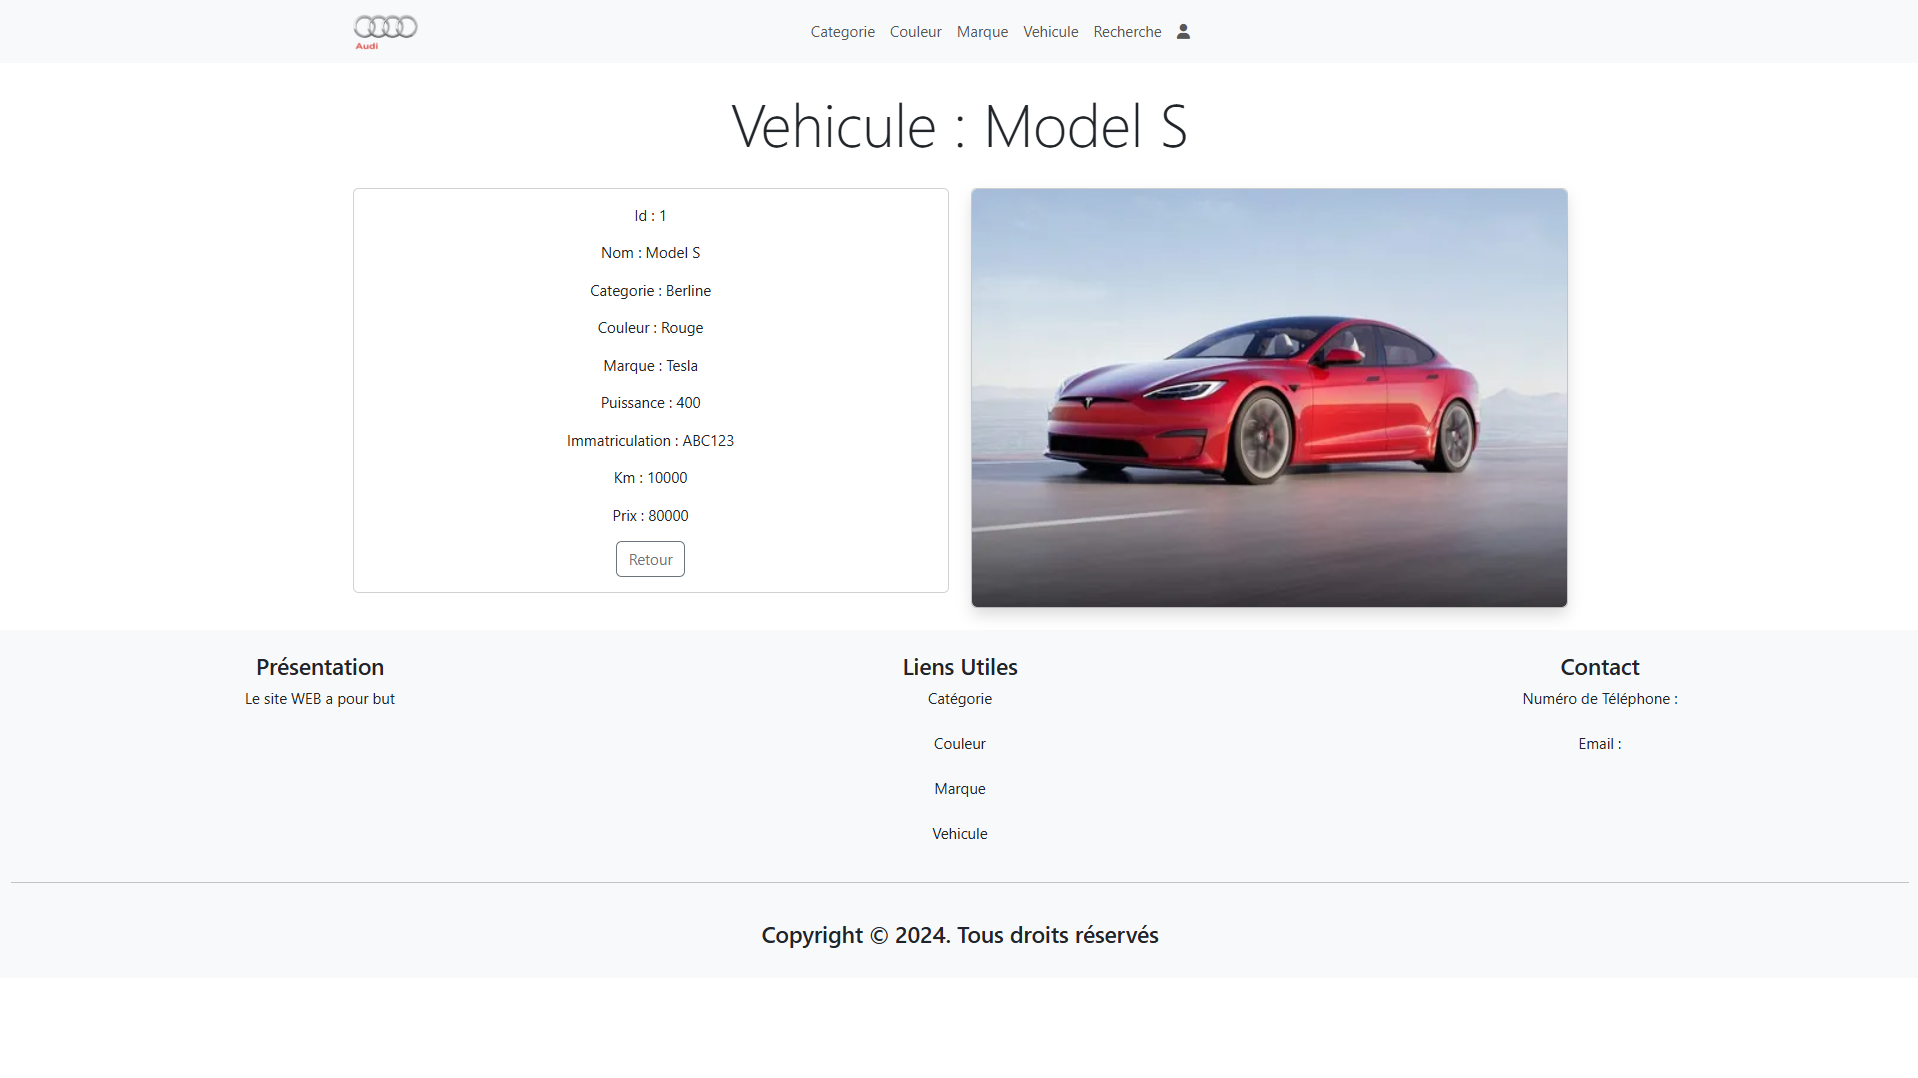 Audi
Categorie Couleur Marque Vehicule Recherche
Vehicule : Model S
Id : 1
Nom : Model S
Categorie : Berline
Couleur : Rouge
Marque : Tesla
Puissance : 400
Immatriculation : ABC123
Km : 10000
Prix : 80000
Retour
Présentation
Le site WEB a pour but
Liens Utiles
Catégorie
Couleur
Marque
Vehicule
Contact
Numéro de Téléphone :
Email :
Copyright © 2024. Tous droits réservés